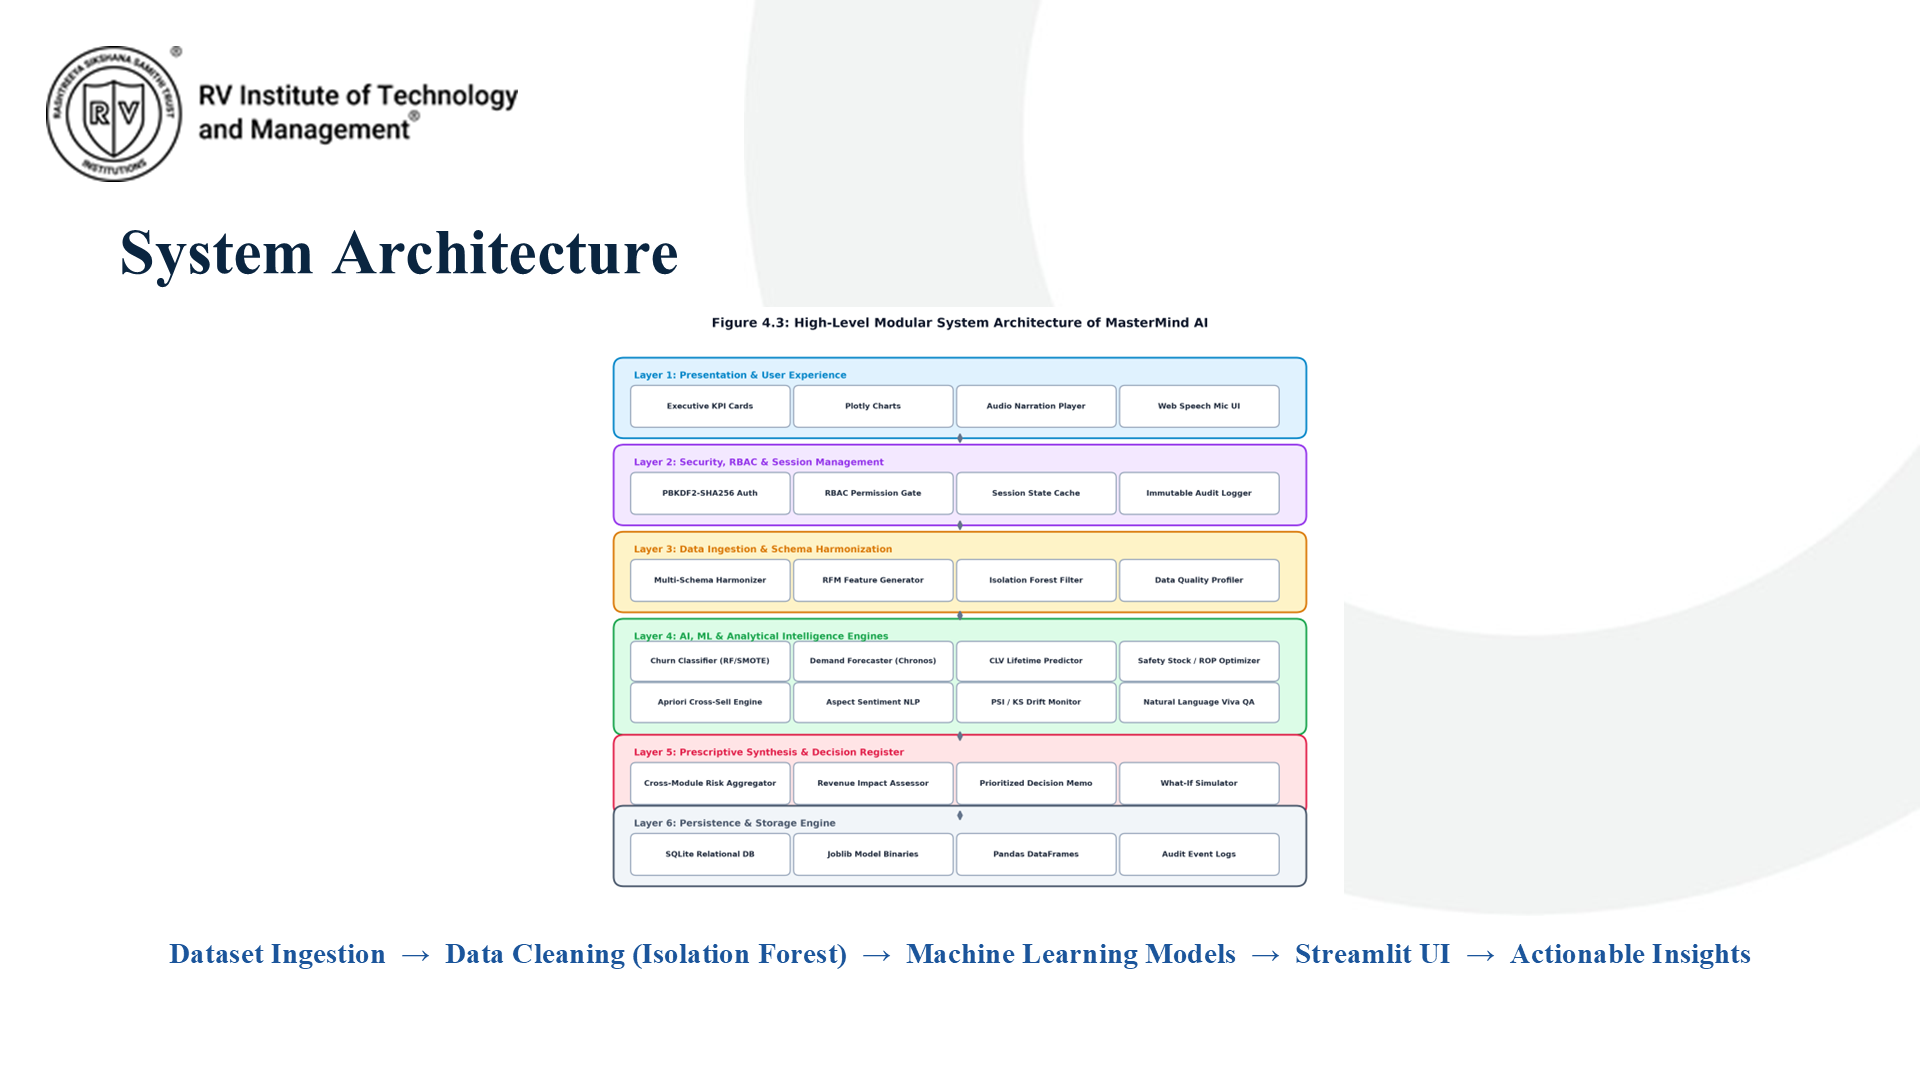 RASHTREEYA SIKSHANA SAMITHI TRUST
®
RV
INSTITUTIONS
RV Institute of Technology
and Management®
System Architecture
Figure 4.3: High-Level Modular System Architecture of MasterMind AI
Layer 1: Presentation & User Experience
Executive KPI Cards
Plotly Charts
Audio Narration Player
Web Speech Mic UI
Layer 2: Security, RBAC & Session Management
PBKDF2-SHA256 Auth
RBAC Permission Gate
Session State Cache
Immutable Audit Logger
Layer 3: Data Ingestion & Schema Harmonization
Multi-Schema Harmonizer
RFM Feature Generator
Isolation Forest Filter
Data Quality Profiler
Layer 4: AI, ML & Analytical Intelligence Engines
Churn Classifier (RF/SMOTE)
Demand Forecaster (Chronos)
CLV Lifetime Predictor
Safety Stock / ROP Optimizer
Apriori Cross-Sell Engine
Aspect Sentiment NLP
PSI / KS Drift Monitor
Natural Language Viva QA
Layer 5: Prescriptive Synthesis & Decision Register
Cross-Module Risk Aggregator
Revenue Impact Assessor
Prioritized Decision Memo
What-If Simulator
Layer 6: Persistence & Storage Engine
SQLite Relational DB
Joblib Model Binaries
Pandas DataFrames
Audit Event Logs
Dataset Ingestion → Data Cleaning (Isolation Forest) → Machine Learning Models → Streamlit UI → Actionable Insights